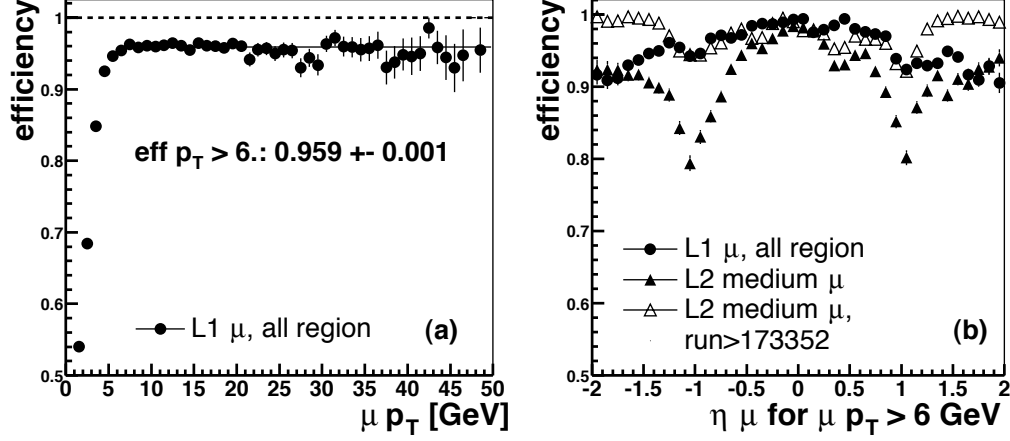 efficiency
1
0.9
0.8
0.7
0.6
0.5
eff p_T > 6.: 0.959 +- 0.001
L1 μ, all region
(a)
0 5 10 15 20 25 30 35 40 45 50
μ p_T [GeV]
efficiency
1
0.9
0.8
0.7
0.6
0.5
L1 μ, all region
L2 medium μ
L2 medium μ,
run>173352
(b)
-2 -1.5 -1 -0.5 0 0.5 1 1.5 2
η μ for μ p_T > 6 GeV